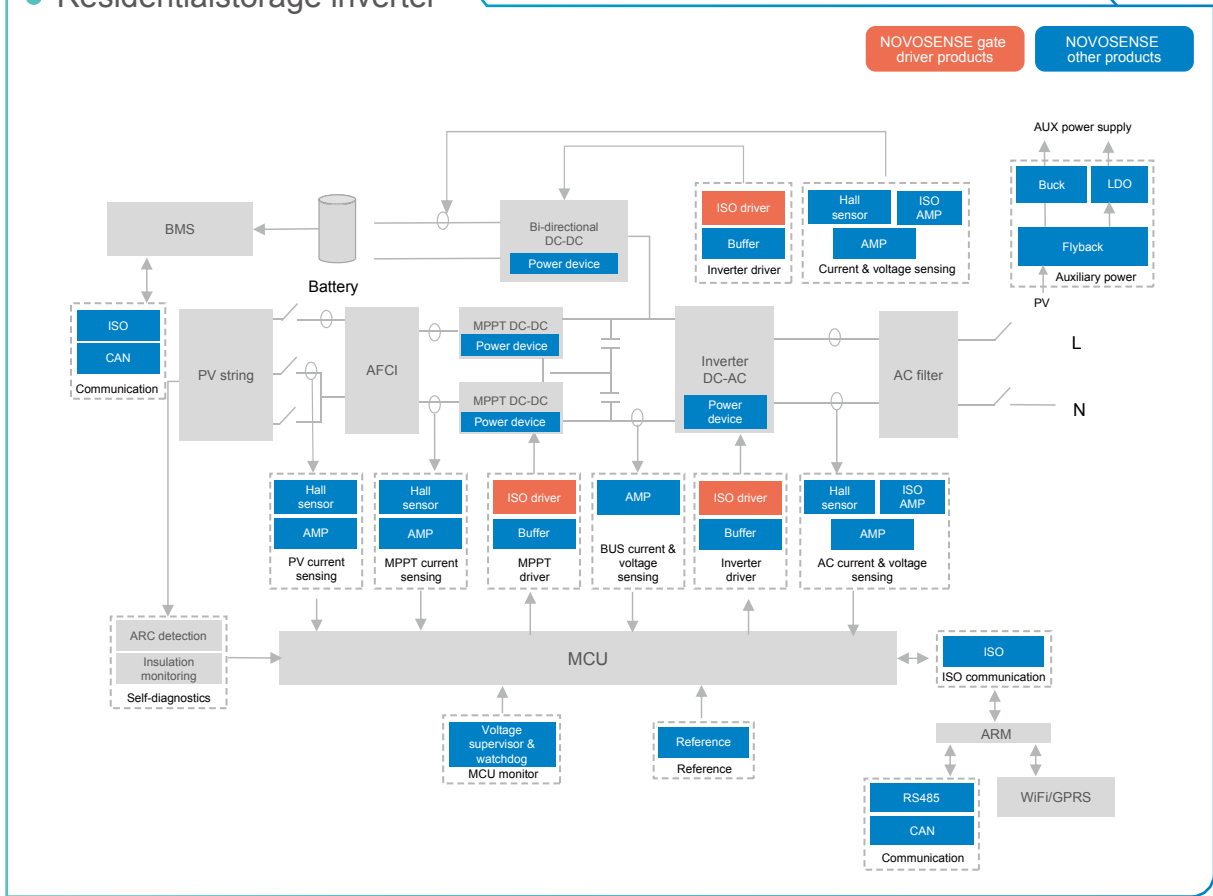 Residentialstorage inverter
NOVOSENSE gate
driver products
NOVOSENSE
other products
AUX power supply
Buck
LDO
Flyback
Auxiliary power
PV
ISO driver
Buffer
Inverter driver
Hall
sensor
ISO
AMP
AMP
Current & voltage sensing
BMS
Battery
Bi-directional
DC-DC
Power device
ISO
CAN
Communication
PV string
AFCI
MPPT DC-DC
Power device
MPPT DC-DC
Power device
Inverter
DC-AC
Power
device
AC filter
L
N
Hall
sensor
AMP
PV current
sensing
Hall
sensor
AMP
MPPT current
sensing
ISO driver
Buffer
MPPT
driver
AMP
BUS current &
voltage
sensing
ISO driver
Buffer
Inverter
driver
Hall
sensor
ISO
AMP
AMP
AC current & voltage
sensing
ARC detection
Insulation
monitoring
Self-diagnostics
MCU
ISO
ISO communication
Voltage
supervisor &
watchdog
MCU monitor
Reference
Reference
ARM
RS485
CAN
Communication
WiFi/GPRS